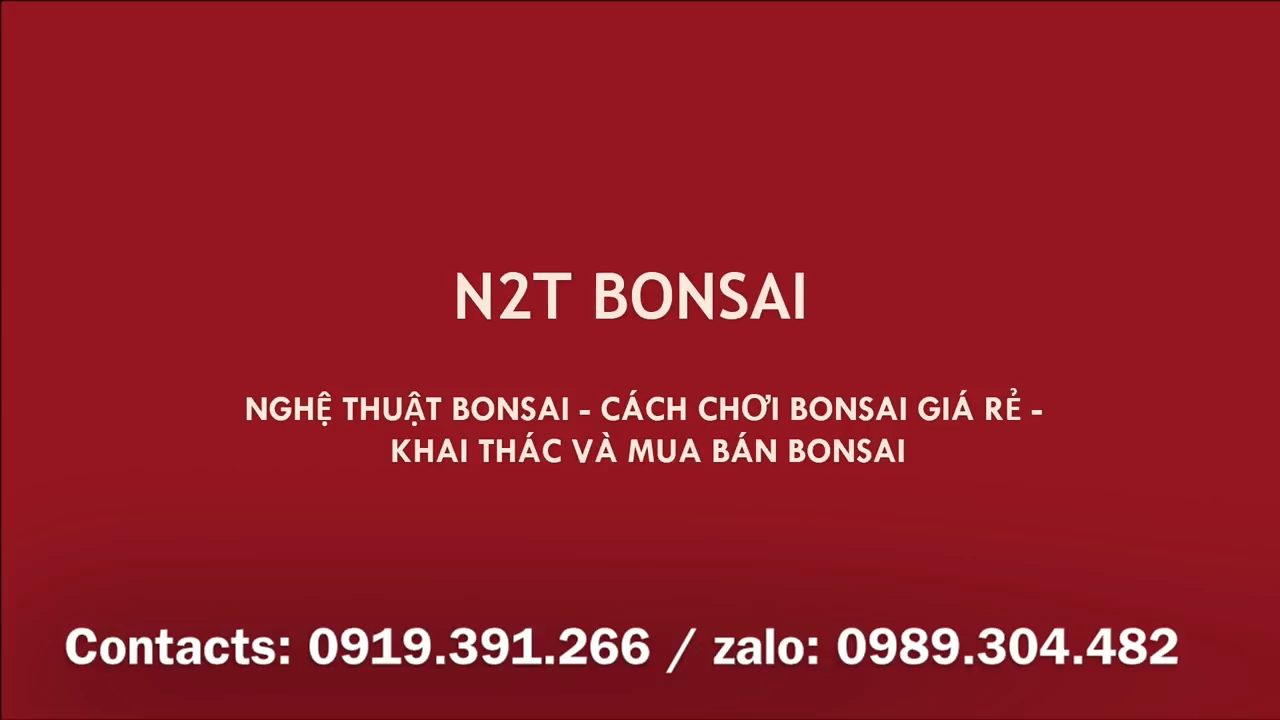 N2T BONSAI
NGHỆ THUẬT BONSAI - CÁCH CHƠI BONSAI GIÁ RẺ -
KHAI THÁC VÀ MUA BÁN BONSAI
Contacts: 0919.391.266 / zalo: 0989.304.482